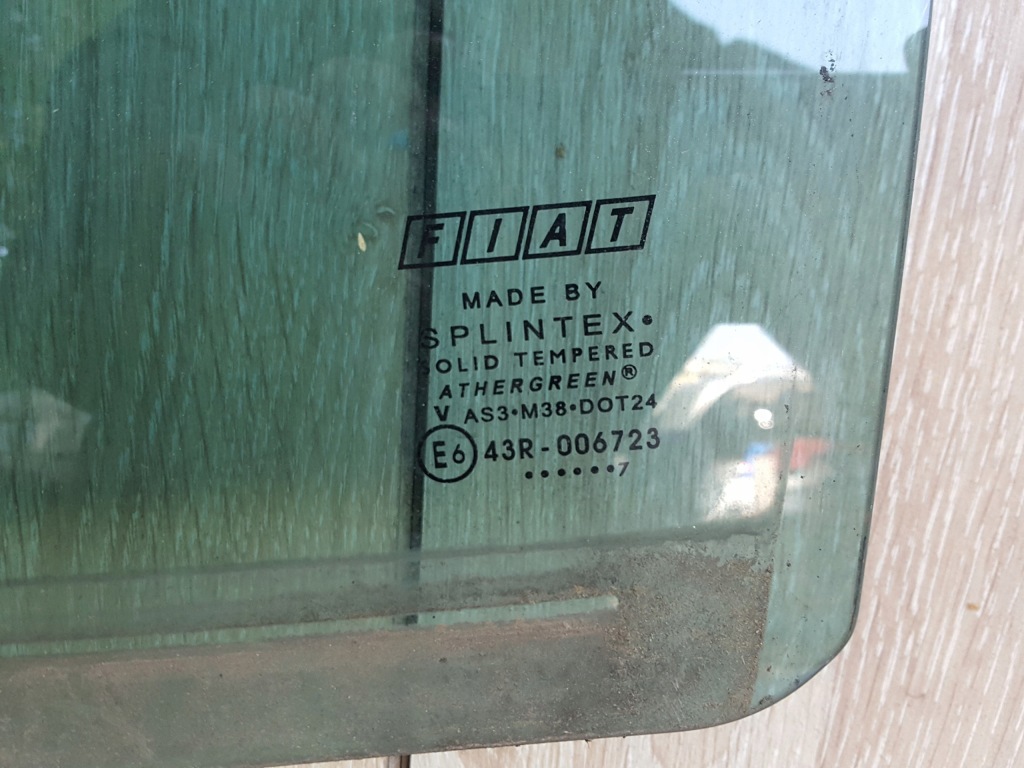 FIAT
MADE BY
SPLINTEX•
SOLID TEMPERED
ATHERGREEN®
V AS3•M38•DOT24
E6 43R-006723
••••••7